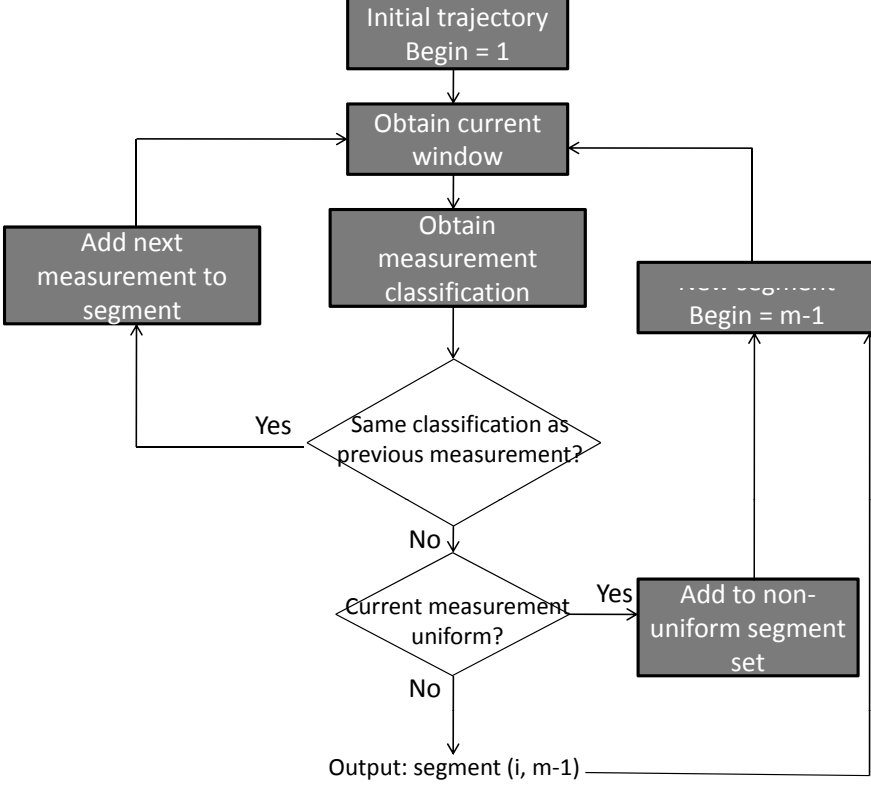 Initial trajectory
Begin = 1
Obtain current
window
Obtain
measurement
classification
Add next
measurement to
segment
New segment
Begin = m-1
Same classification as
previous measurement?
Yes
No
Current measurement
uniform?
Yes
Add to non-
uniform segment
set
No
Output: segment (i, m-1)